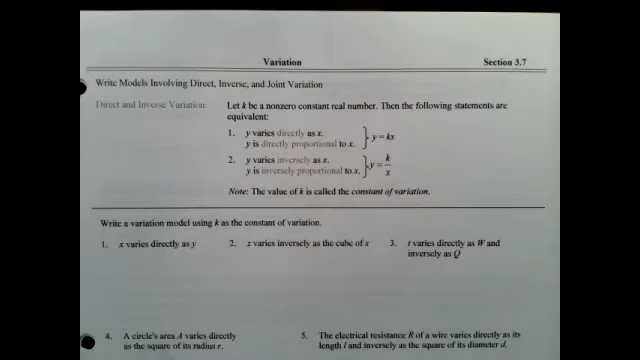 Variation Section 3.7
Write Models Involving Direct, Inverse, and Joint Variation
Direct and Inverse Variation Let k be a nonzero constant real number. Then the following statements are
equivalent:
1. y varies directly as x.
y is directly proportional to x. } y = kx
2. y varies inversely as x.
y is inversely proportional to x. } y = k/x
Note: The value of k is called the constant of variation.
Write a variation model using k as the constant of variation.
1. x varies directly as y 2. z varies inversely as the cube of x 3. t varies directly as W and
inversely as Q
4. A circle's area A varies directly 5. The electrical resistance R of a wire varies directly as its
as the square of its radius r. length l and inversely as the square of its diameter d.